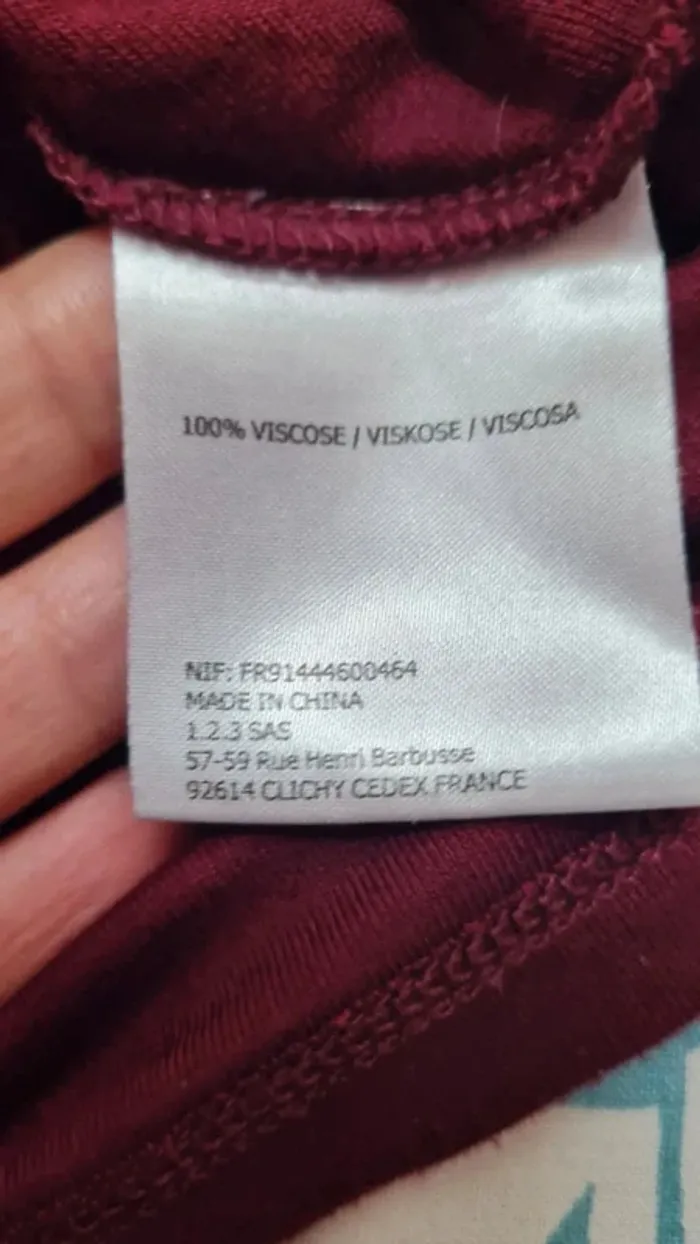 100% VISCOSE / VISKOSE / VISCOSA
NIF: FR91444600464
MADE IN CHINA
1.2.3 SAS
57-59 Rue Henri Barbusse
92614 CLICHY CEDEX FRANCE